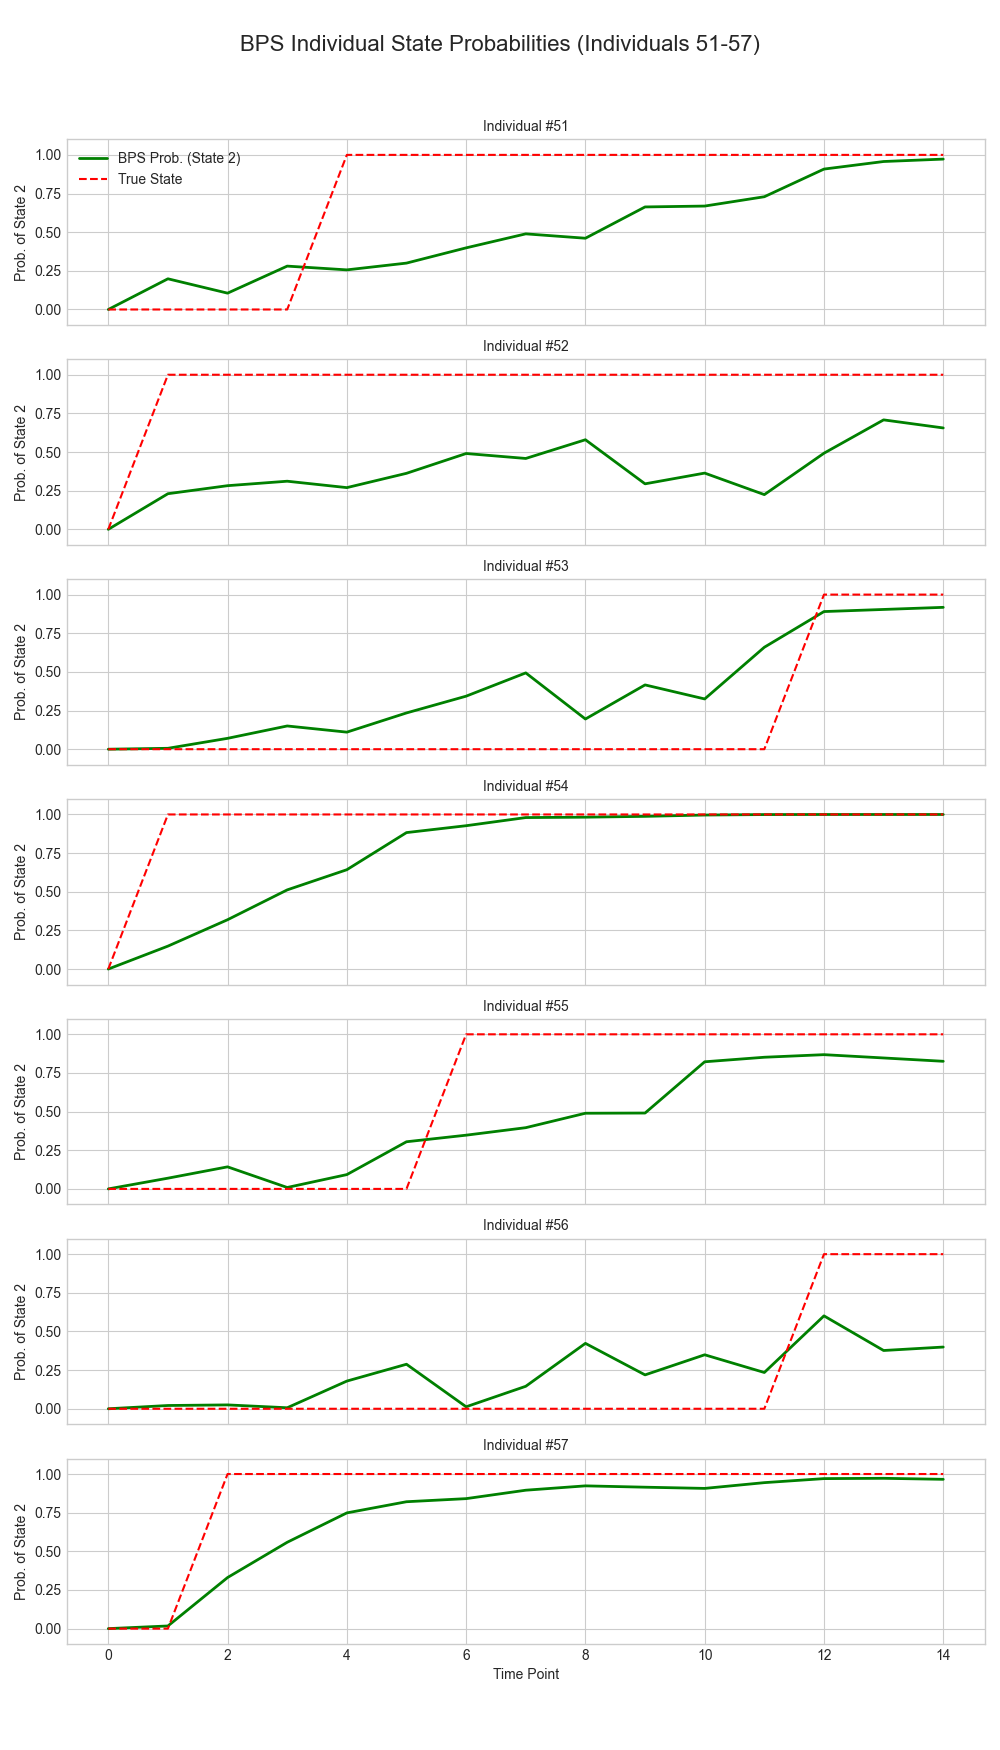 BPS Individual State Probabilities (Individuals 51-57)
Individual #51
1.00
0.75
0.50
0.25
0.00
Prob. of State 2
BPS Prob. (State 2)
True State
Individual #52
1.00
0.75
0.50
0.25
0.00
Prob. of State 2
Individual #53
1.00
0.75
0.50
0.25
0.00
Prob. of State 2
Individual #54
1.00
0.75
0.50
0.25
0.00
Prob. of State 2
Individual #55
1.00
0.75
0.50
0.25
0.00
Prob. of State 2
Individual #56
1.00
0.75
0.50
0.25
0.00
Prob. of State 2
Individual #57
1.00
0.75
0.50
0.25
0.00
Prob. of State 2
0 2 4 6 8 10 12 14
Time Point